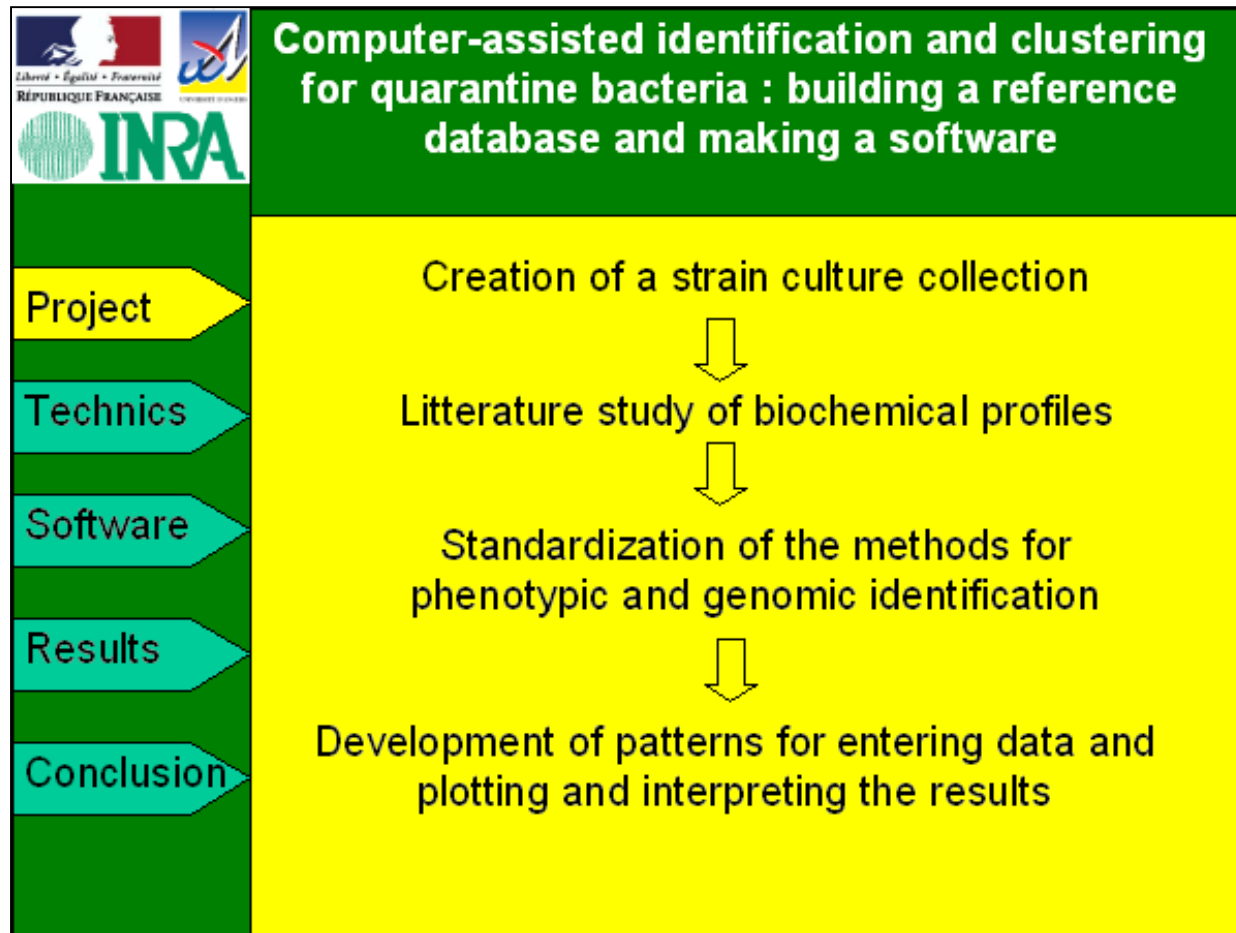 Liberté • Égalité • Fraternité
RÉPUBLIQUE FRANÇAISE
INRA
Computer-assisted identification and clustering
for quarantine bacteria : building a reference
database and making a software
Project
Technics
Software
Results
Conclusion
Creation of a strain culture collection
Litterature study of biochemical profiles
Standardization of the methods for
phenotypic and genomic identification
Development of patterns for entering data and
plotting and interpreting the results